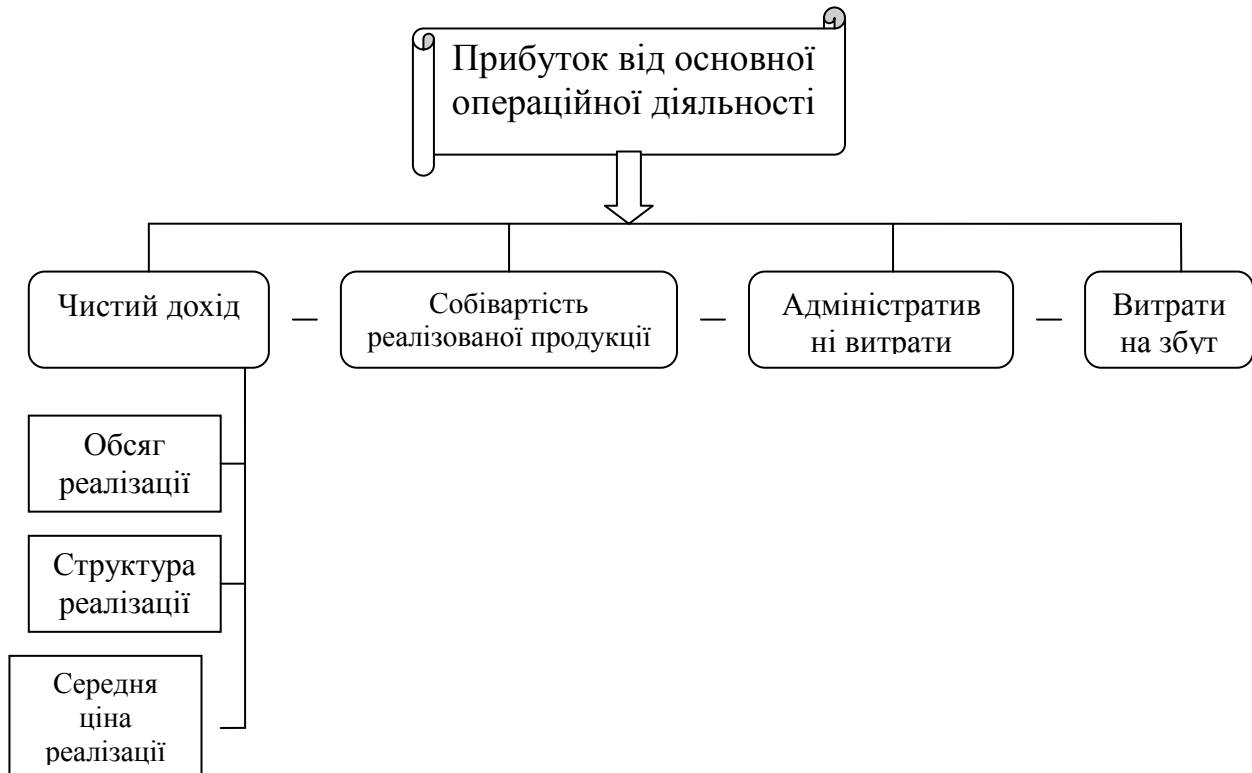 Прибуток від основної
операційної діяльності
Чистий дохід
–
Собівартість
реалізованої продукції
–
Адміністратив
ні витрати
–
Витрати
на збут
Обсяг
реалізації
Структура
реалізації
Середня
ціна
реалізації